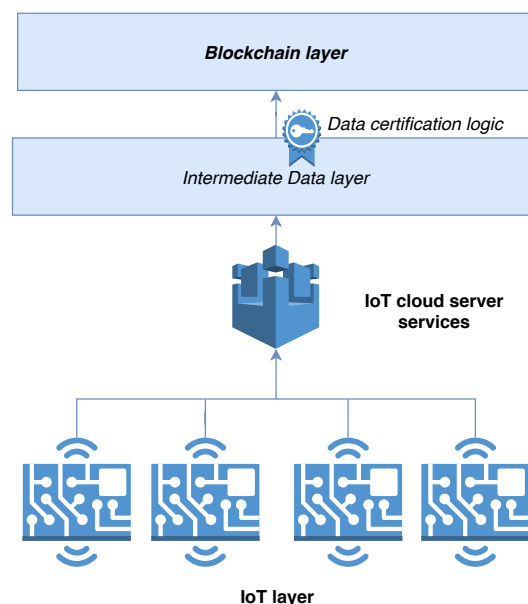 Blockchain layer
Data certification logic
Intermediate Data layer
IoT cloud server
services
IoT layer